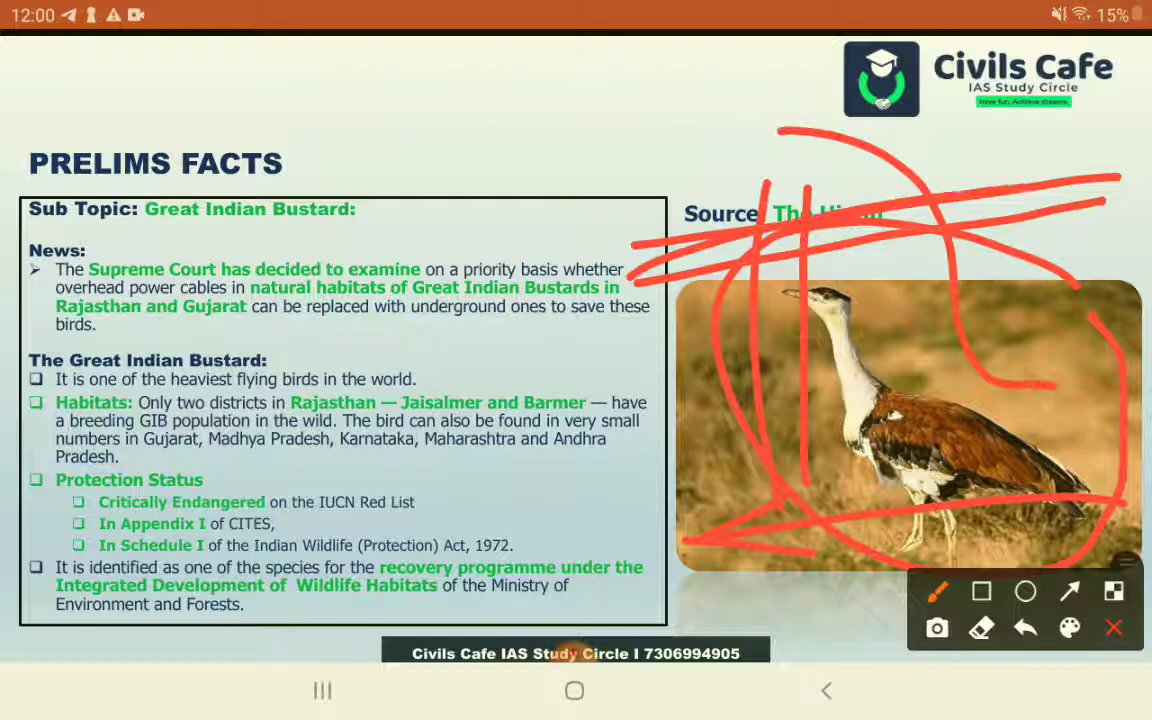 12:00
15%
Civils Cafe
IAS Study Circle
Have fun, Achieve dreams.
PRELIMS FACTS
Sub Topic: Great Indian Bustard:
Source
News:
➤ The Supreme Court has decided to examine on a priority basis whether
overhead power cables in natural habitats of Great Indian Bustards in
Rajasthan and Gujarat can be replaced with underground ones to save these
birds.
The Great Indian Bustard:
❑ It is one of the heaviest flying birds in the world.
❑ Habitats: Only two districts in Rajasthan — Jaisalmer and Barmer — have
a breeding GIB population in the wild. The bird can also be found in very small
numbers in Gujarat, Madhya Pradesh, Karnataka, Maharashtra and Andhra
Pradesh.
❑ Protection Status
❑ Critically Endangered on the IUCN Red List
❑ In Appendix I of CITES,
❑ In Schedule I of the Indian Wildlife (Protection) Act, 1972.
❑ It is identified as one of the species for the recovery programme under the
Integrated Development of Wildlife Habitats of the Ministry of
Environment and Forests.
Civils Cafe IAS Study Circle I 7306994905